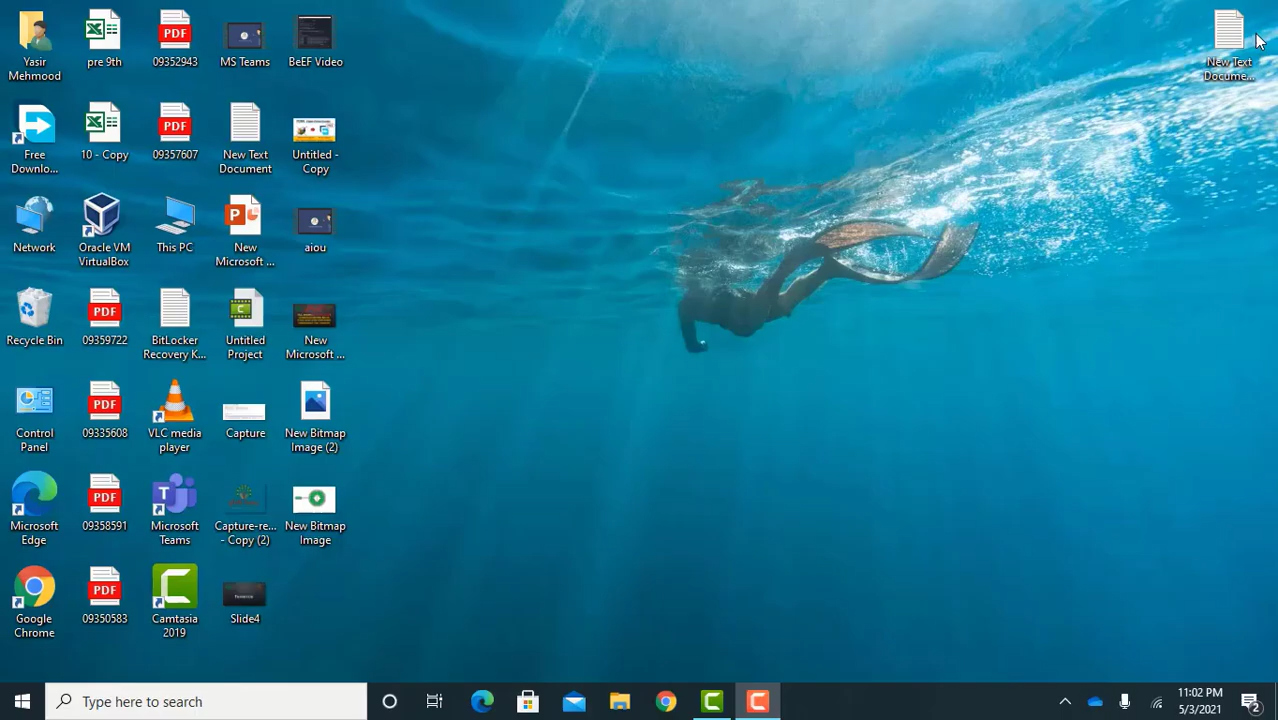 Yasir
Mehmood
pre 9th
PDF
09352943
MS Teams
BeEF Video
New Text
Docume...
Free
Downlo...
10 - Copy
PDF
09357607
New Text
Document
Untitled -
Copy
Network
Oracle VM
VirtualBox
This PC
New
Microsoft ...
aiou
Recycle Bin
PDF
09359722
BitLocker
Recovery K...
Untitled
Project
New
Microsoft ...
Control
Panel
PDF
09335608
VLC media
player
Capture
New Bitmap
Image (2)
Microsoft
Edge
PDF
09358591
Microsoft
Teams
Capture-re...
- Copy (2)
New Bitmap
Image
Google
Chrome
PDF
09350583
Camtasia
2019
Slide4
Type here to search
11:02 PM
5/3/2021
2